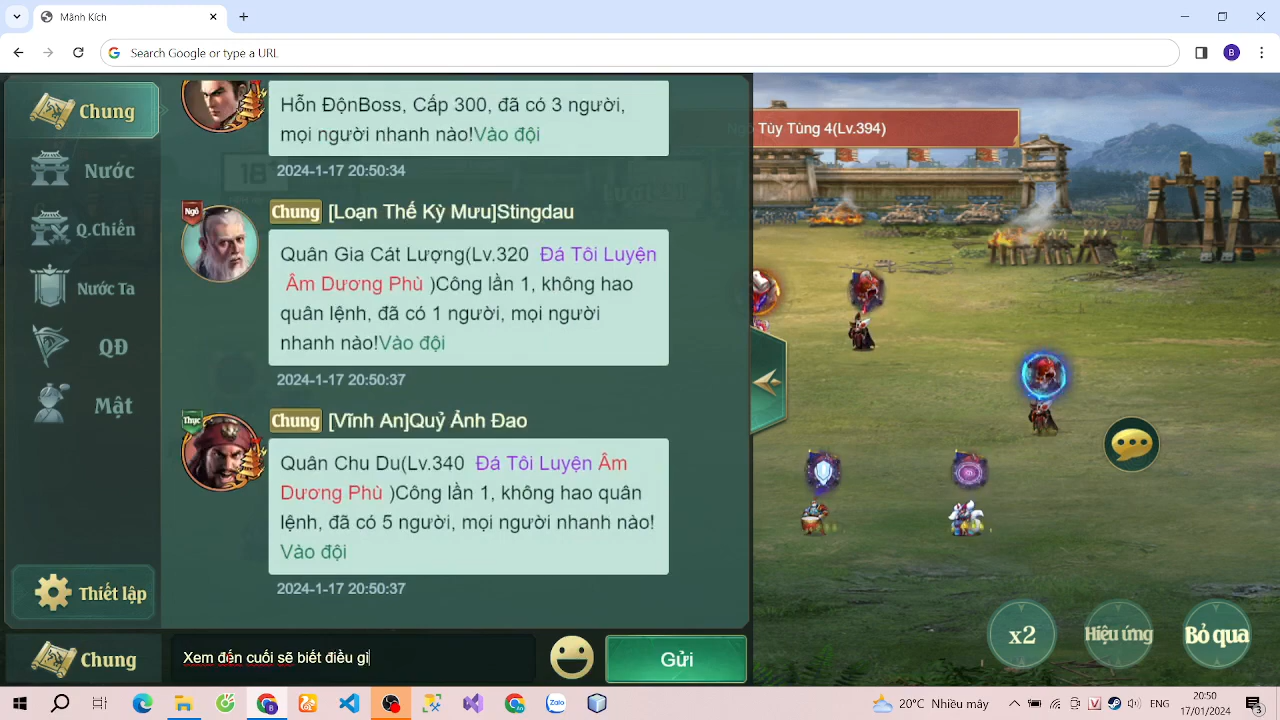 Mãnh Kích
Search Google or type a URL
B
Chung
Nước
Q.Chiến
Nước Ta
QĐ
Mật
Thiết lập
Hỗn ĐộnBoss, Cấp 300, đã có 3 người,
mọi người nhanh nào!Vào đội
2024-1-17 20:50:34
Ngô
Chung [Loạn Thế Kỳ Mưu]Stingdau
Quân Gia Cát Lượng(Lv.320 Đá Tôi Luyện
Âm Dương Phù )Công lần 1, không hao
quân lệnh, đã có 1 người, mọi người
nhanh nào!Vào đội
2024-1-17 20:50:37
Thục
Chung [Vĩnh An]Quỷ Ảnh Đao
Quân Chu Du(Lv.340 Đá Tôi Luyện Âm
Dương Phù )Công lần 1, không hao quân
lệnh, đã có 5 người, mọi người nhanh nào!
Vào đội
2024-1-17 20:50:37
Chung
Xem đến cuối sẽ biết điều gi
Gửi
Ngô Tùy Tùng 4(Lv.394)
x2
Hiệu ứng
Bỏ qua
Zalo
20°C Nhiều mây
ENG
20:50
17/01/2024
3